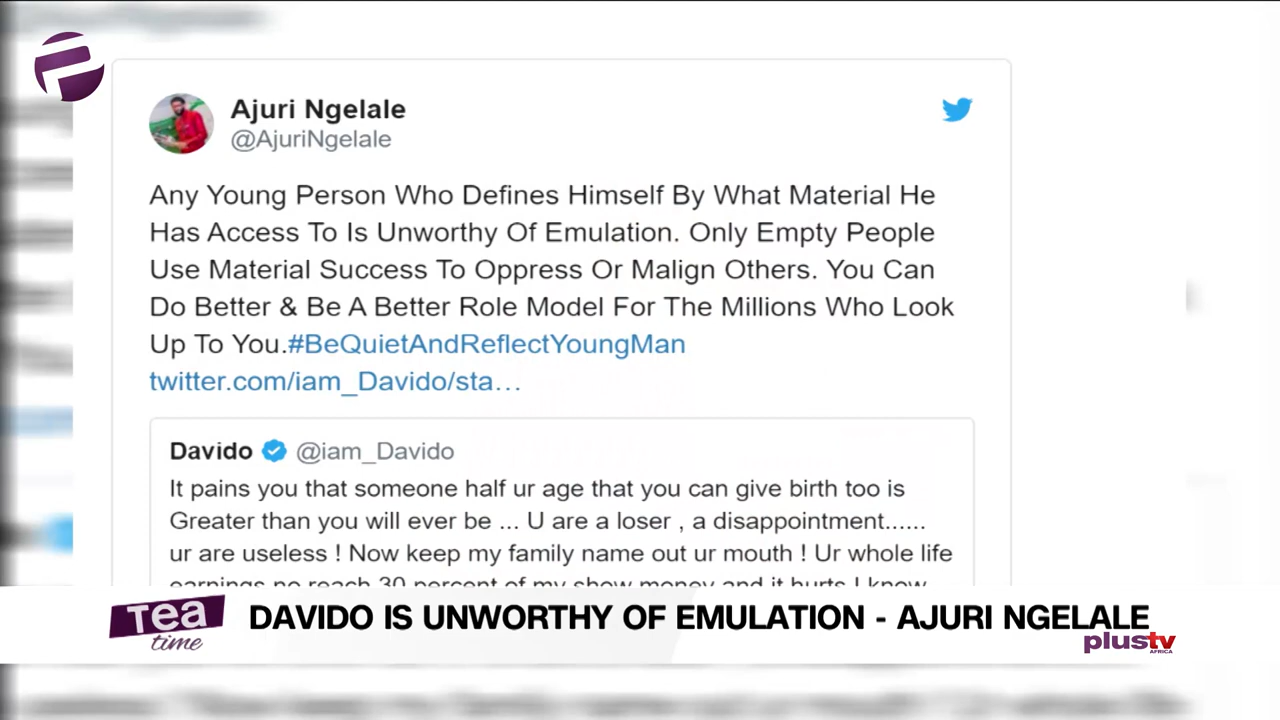 Ajuri Ngelale
@AjuriNgelale
Any Young Person Who Defines Himself By What Material He
Has Access To Is Unworthy Of Emulation. Only Empty People
Use Material Success To Oppress Or Malign Others. You Can
Do Better & Be A Better Role Model For The Millions Who Look
Up To You.#BeQuietAndReflectYoungMan
twitter.com/iam_Davido/sta…
Davido @iam_Davido
It pains you that someone half ur age that you can give birth too is
Greater than you will ever be ... U are a loser , a disappointment......
ur are useless ! Now keep my family name out ur mouth ! Ur whole life
earnings no reach 30 percent of my show money and it hurts I know
Tea
time
DAVIDO IS UNWORTHY OF EMULATION - AJURI NGELALE
plustv
AFRICA